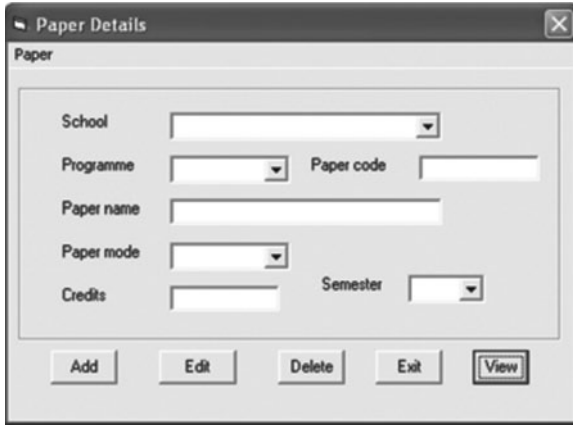 Paper Details
Paper
School
Programme Paper code
Paper name
Paper mode
Semester
Credits
Add Edit Delete Exit View